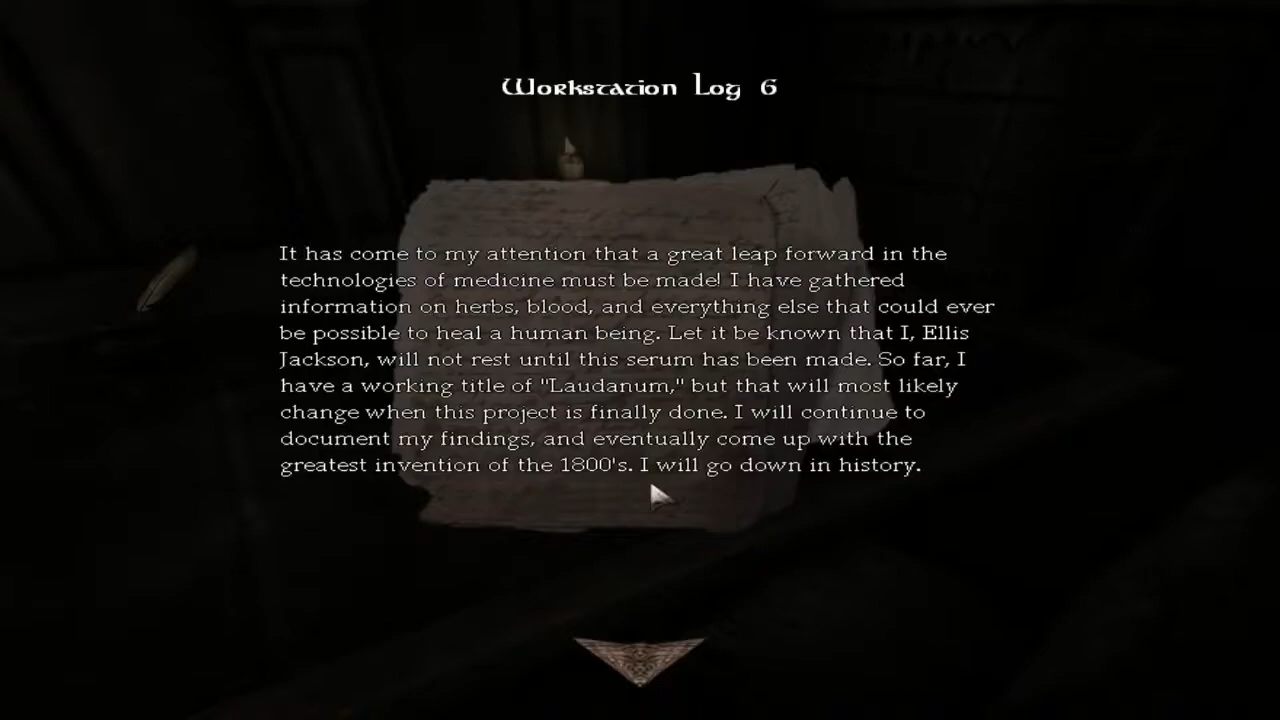 Workstation Log 6
It has come to my attention that a great leap forward in the
technologies of medicine must be made! I have gathered
information on herbs, blood, and everything else that could ever
be possible to heal a human being. Let it be known that I, Ellis
Jackson, will not rest until this serum has been made. So far, I
have a working title of "Laudanum," but that will most likely
change when this project is finally done. I will continue to
document my findings, and eventually come up with the
greatest invention of the 1800's. I will go down in history.